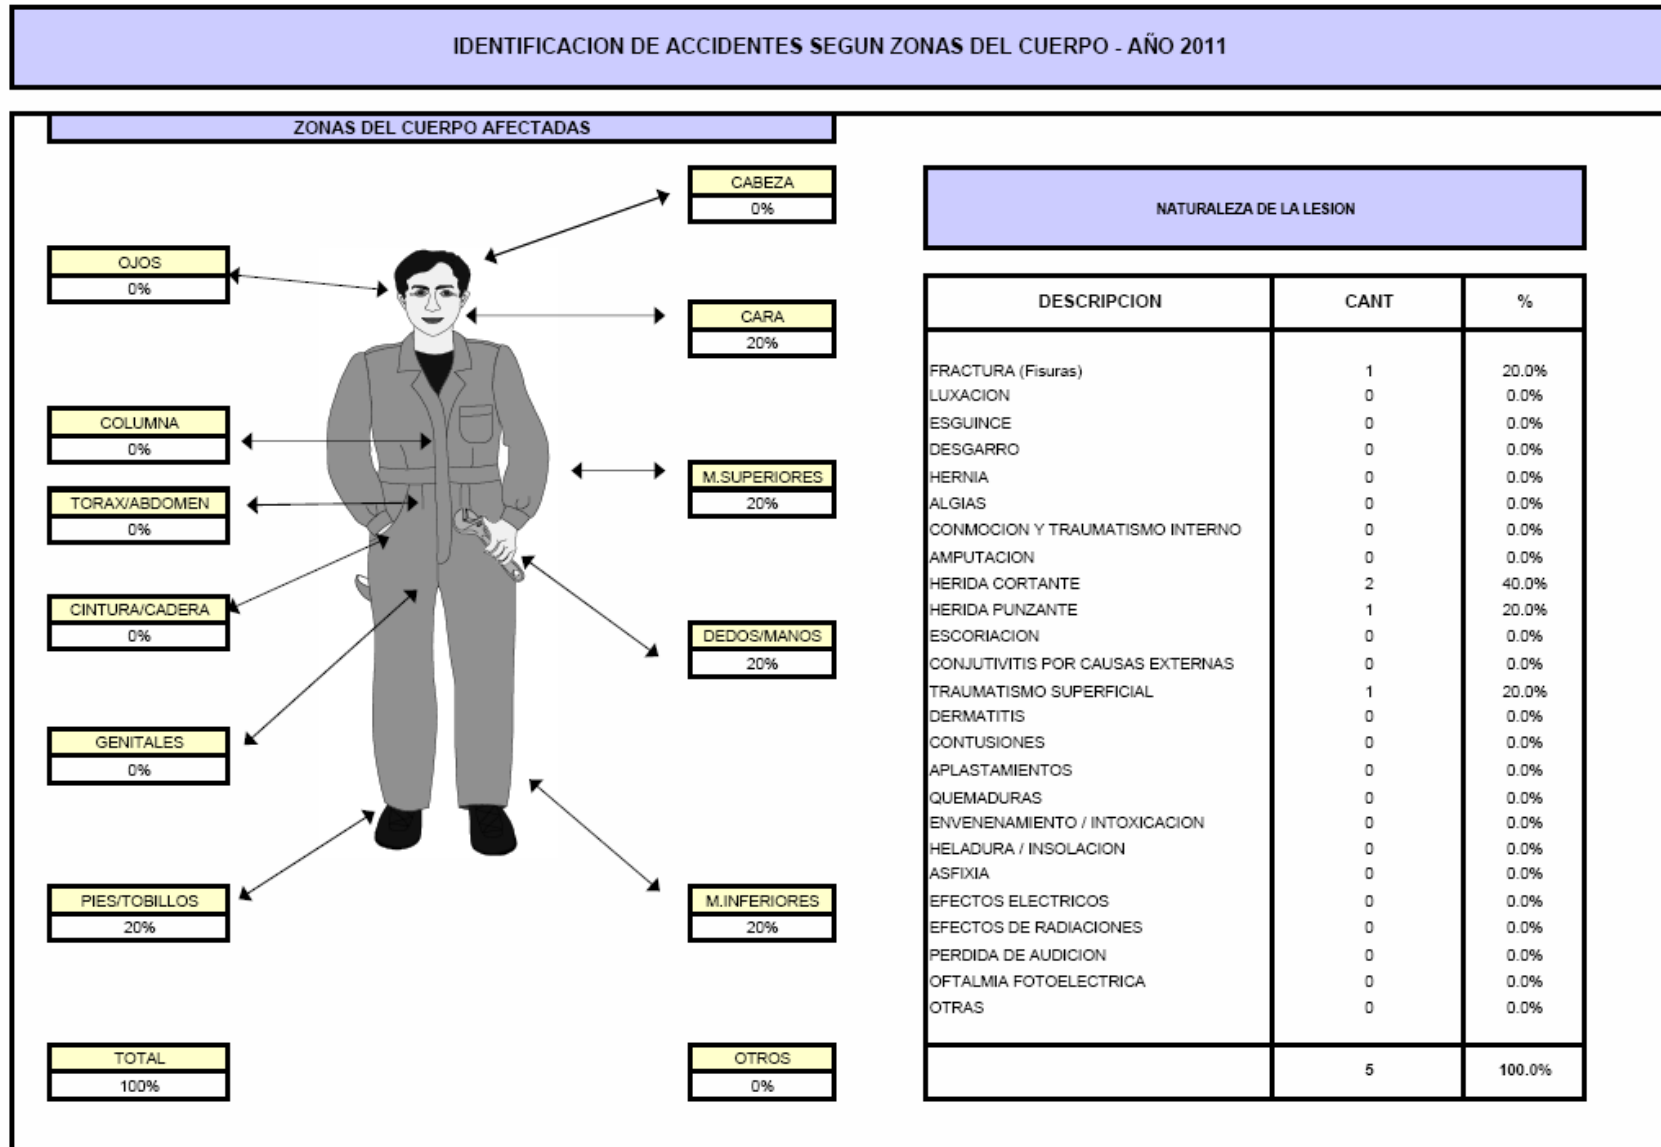 IDENTIFICACION DE ACCIDENTES SEGUN ZONAS DEL CUERPO - AÑO 2011
ZONAS DEL CUERPO AFECTADAS
CABEZA
0%
OJOS
0%
CARA
20%
COLUMNA
0%
M.SUPERIORES
20%
TORAX/ABDOMEN
0%
CINTURA/CADERA
0%
DEDOS/MANOS
20%
GENITALES
0%
PIES/TOBILLOS
20%
M.INFERIORES
20%
TOTAL
100%
OTROS
0%
NATURALEZA DE LA LESION
DESCRIPCION CANT %
FRACTURA (Fisuras) 1 20.0%
LUXACION 0 0.0%
ESGUINCE 0 0.0%
DESGARRO 0 0.0%
HERNIA 0 0.0%
ALGIAS 0 0.0%
CONMOCION Y TRAUMATISMO INTERNO 0 0.0%
AMPUTACION 0 0.0%
HERIDA CORTANTE 2 40.0%
HERIDA PUNZANTE 1 20.0%
ESCORIACION 0 0.0%
CONJUTIVITIS POR CAUSAS EXTERNAS 0 0.0%
TRAUMATISMO SUPERFICIAL 1 20.0%
DERMATITIS 0 0.0%
CONTUSIONES 0 0.0%
APLASTAMIENTOS 0 0.0%
QUEMADURAS 0 0.0%
ENVENENAMIENTO / INTOXICACION 0 0.0%
HELADURA / INSOLACION 0 0.0%
ASFIXIA 0 0.0%
EFECTOS ELECTRICOS 0 0.0%
EFECTOS DE RADIACIONES 0 0.0%
PERDIDA DE AUDICION 0 0.0%
OFTALMIA FOTOELECTRICA 0 0.0%
OTRAS 0 0.0%
5 100.0%